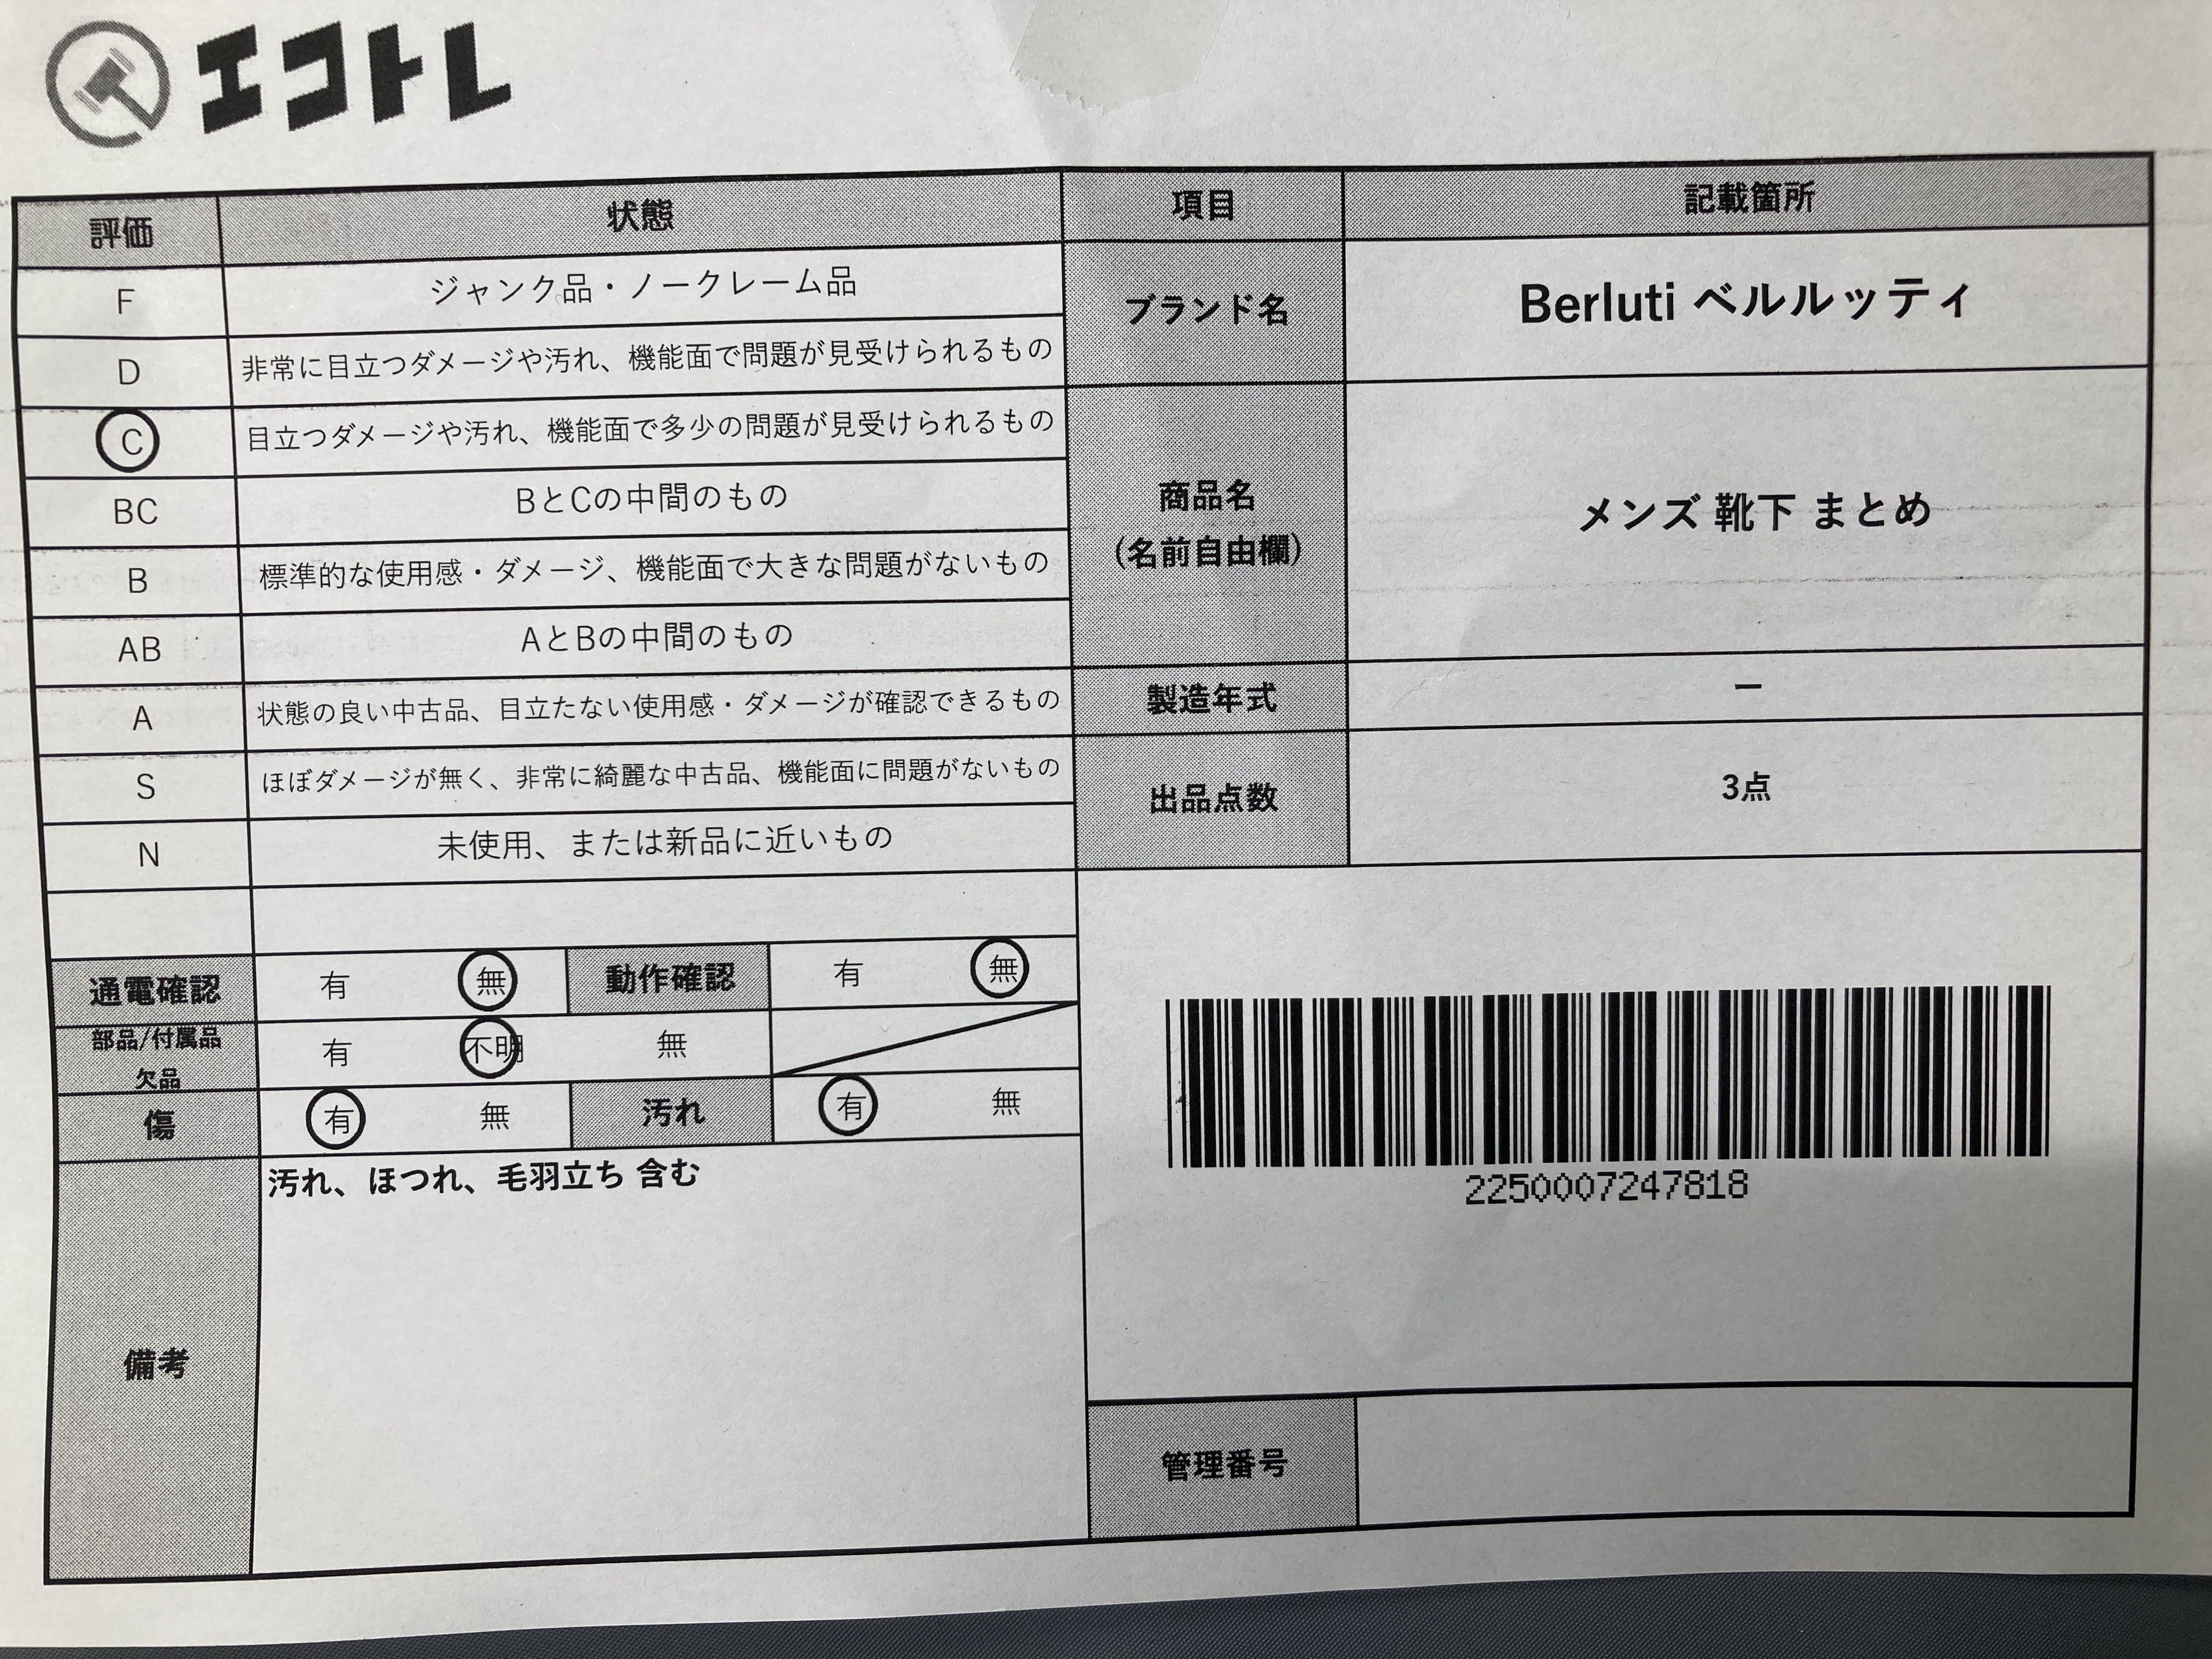 エコトレ
評価 状態 項目 記載箇所
F ジャンク品・ノークレーム品
D 非常に目立つダメージや汚れ、機能面で問題が見受けられるもの
C 目立つダメージや汚れ、機能面で多少の問題が見受けられるもの
BC BとCの中間のもの
B 標準的な使用感・ダメージ、機能面で大きな問題がないもの
AB AとBの中間のもの
A 状態の良い中古品、目立たない使用感・ダメージが確認できるもの
S ほぼダメージが無く、非常に綺麗な中古品、機能面に問題がないもの
N 未使用、または新品に近いもの
ブランド名 Berluti ベルルッティ
商品名
(名前自由欄)
メンズ 靴下 まとめ
製造年式 ー
出品点数 3点
通電確認 有 無 動作確認 有 無
部品/付属品
欠品
有 不明 無
傷 有 無 汚れ 有 無
備考
汚れ、ほつれ、毛羽立ち 含む
2250007247818
管理番号